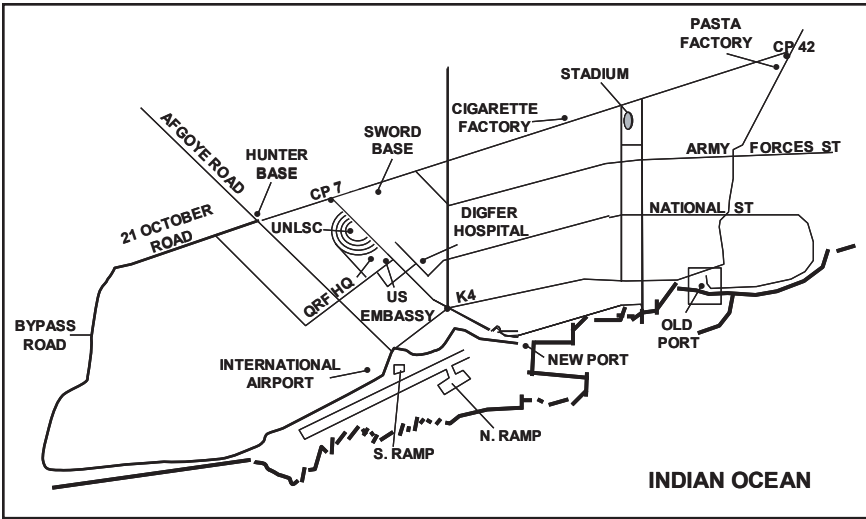 PASTA
FACTORY
CP 42
STADIUM
CIGARETTE
FACTORY
AFGOYE ROAD
SWORD
BASE
HUNTER
BASE
ARMY FORCES ST
CP 7
21 OCTOBER
ROAD
UNLSC
DIGFER
HOSPITAL
NATIONAL ST
QRF HQ
US
EMBASSY
K4
BYPASS
ROAD
OLD
PORT
INTERNATIONAL
AIRPORT
NEW PORT
S. RAMP
N. RAMP
INDIAN OCEAN